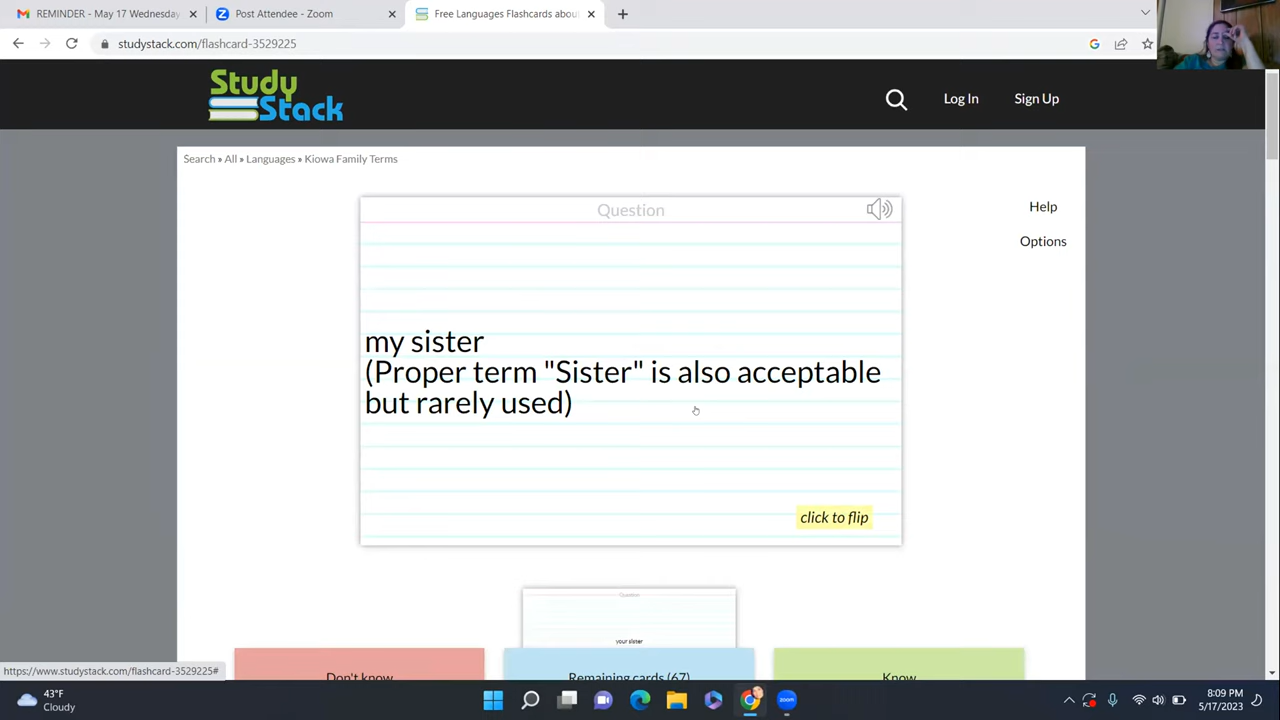 REMINDER - May 17 Wednesday
Post Attendee - Zoom
Free Languages Flashcards abou
studystack.com/flashcard-3529225
Study
Stack
Log In
Sign Up
Search » All » Languages » Kiowa Family Terms
Question
Help
Options
my sister
(Proper term "Sister" is also acceptable
but rarely used)
click to flip
Question
your sister
https://www.studystack.com/flashcard-3529225#
Don't know
Remaining cards (67)
Know
43°F
Cloudy
zoom
8:09 PM
5/17/2023